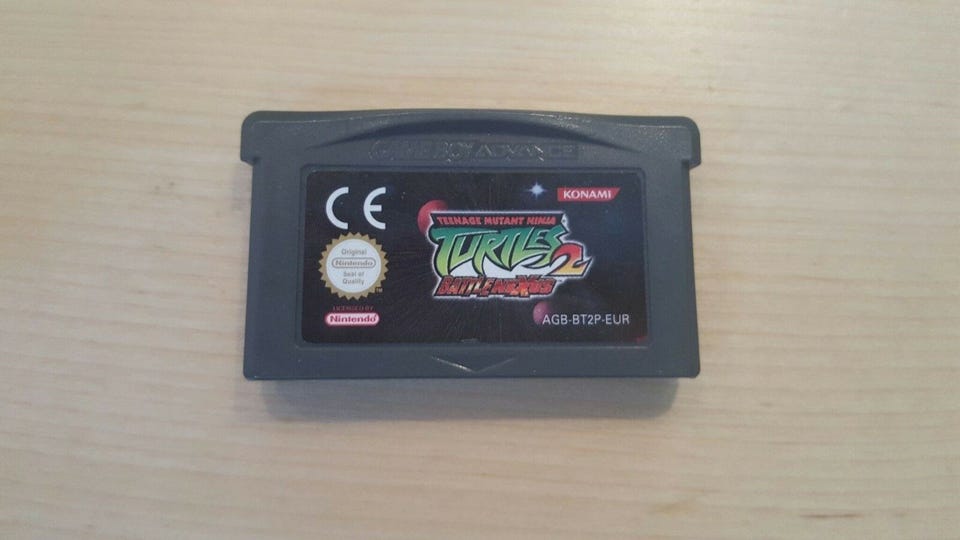 GAME BOY ADVANCE
CE
KONAMI
TEENAGE MUTANT NINJA
TURTLES 2
BATTLE NEXUS
Original
Nintendo
Seal of
Quality
TM
LICENSED BY
Nintendo
AGB-BT2P-EUR